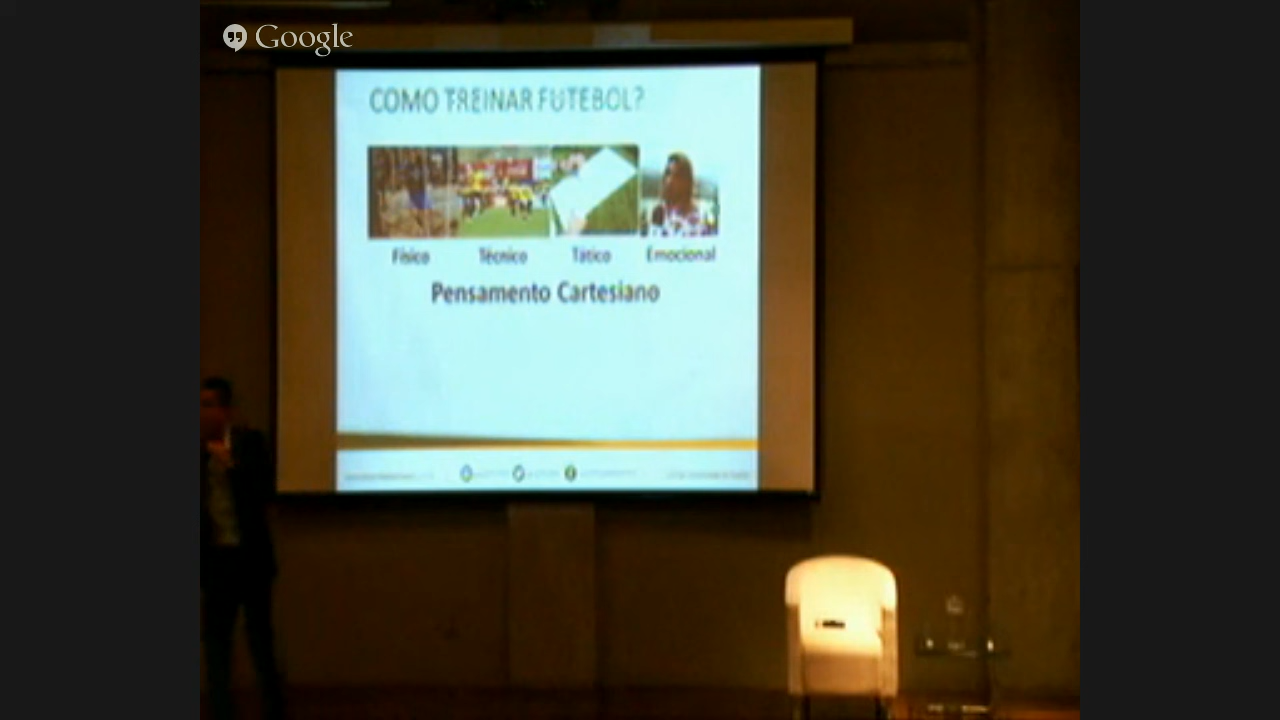 Google
COMO TREINAR FUTEBOL?
Físico Técnico Tático Emocional
Pensamento Cartesiano